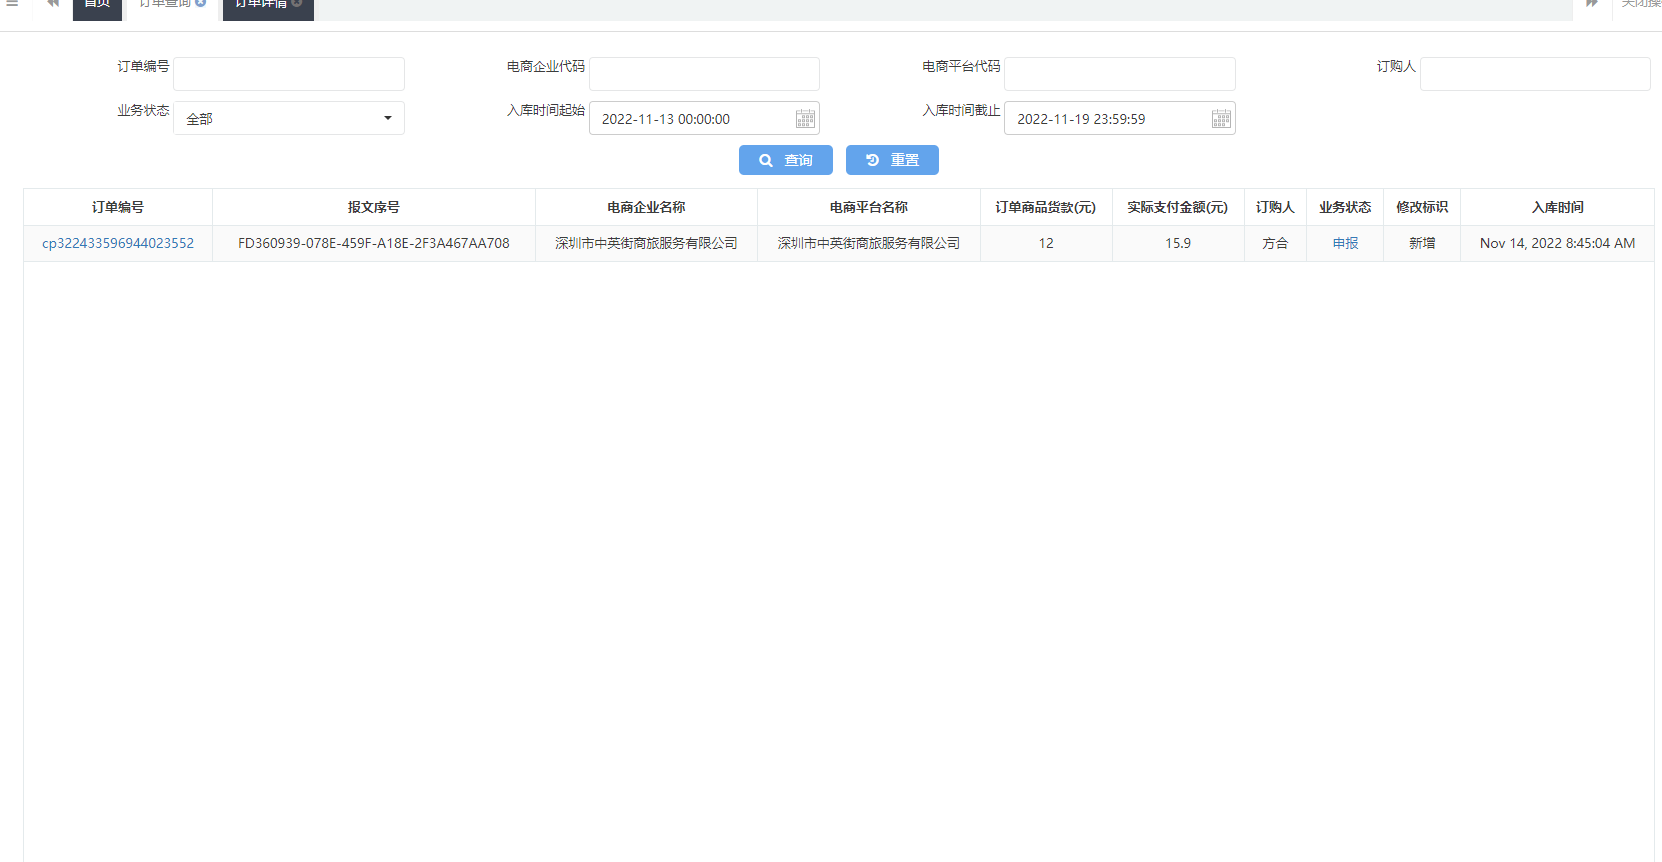 首页 订单查询 订单详情 关闭操
订单编号 电商企业代码 电商平台代码 订购人
业务状态 全部 入库时间起始 2022-11-13 00:00:00 入库时间截止 2022-11-19 23:59:59
查询 重置
订单编号 报文序号 电商企业名称 电商平台名称 订单商品货款(元) 实际支付金额(元) 订购人 业务状态 修改标识 入库时间
cp322433596944023552 FD360939-078E-459F-A18E-2F3A467AA708 深圳市中英街商旅服务有限公司 深圳市中英街商旅服务有限公司 12 15.9 方合 申报 新增 Nov 14, 2022 8:45:04 AM